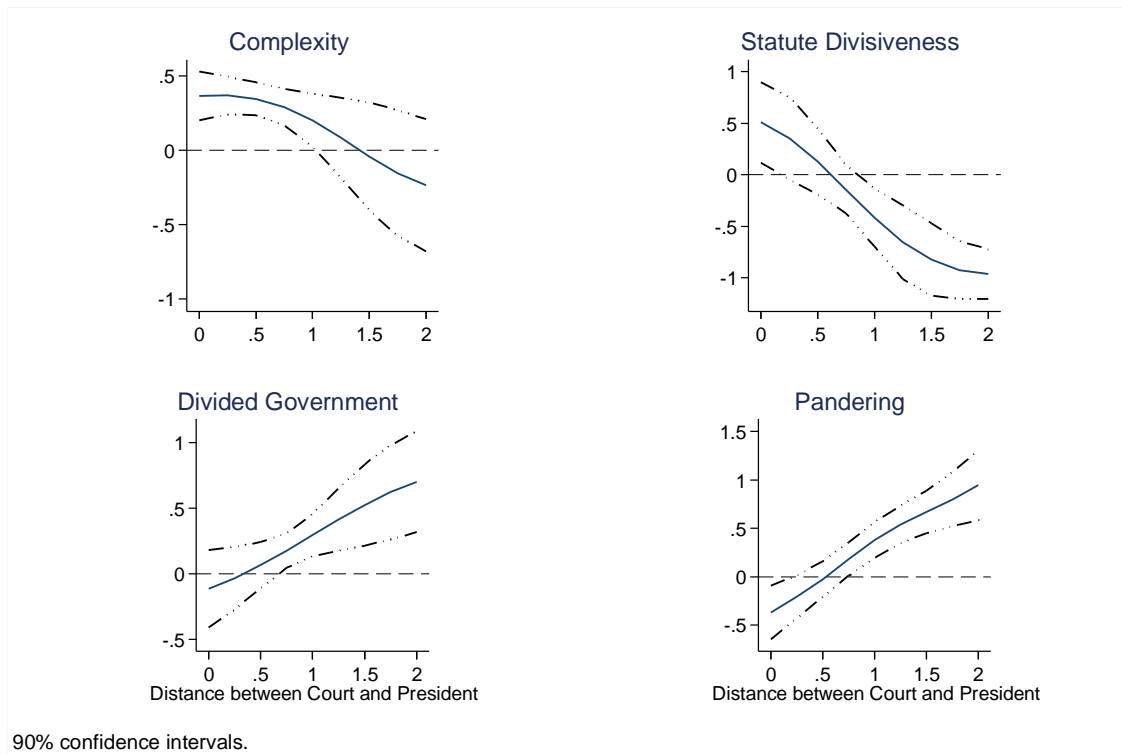 Complexity
.5
0
-.5
-1
0 .5 1 1.5 2
Statute Divisiveness
1
.5
0
-.5
-1
0 .5 1 1.5 2
Divided Government
1
.5
0
-.5
0 .5 1 1.5 2
Distance between Court and President
Pandering
1.5
1
.5
0
-.5
0 .5 1 1.5 2
Distance between Court and President
90% confidence intervals.